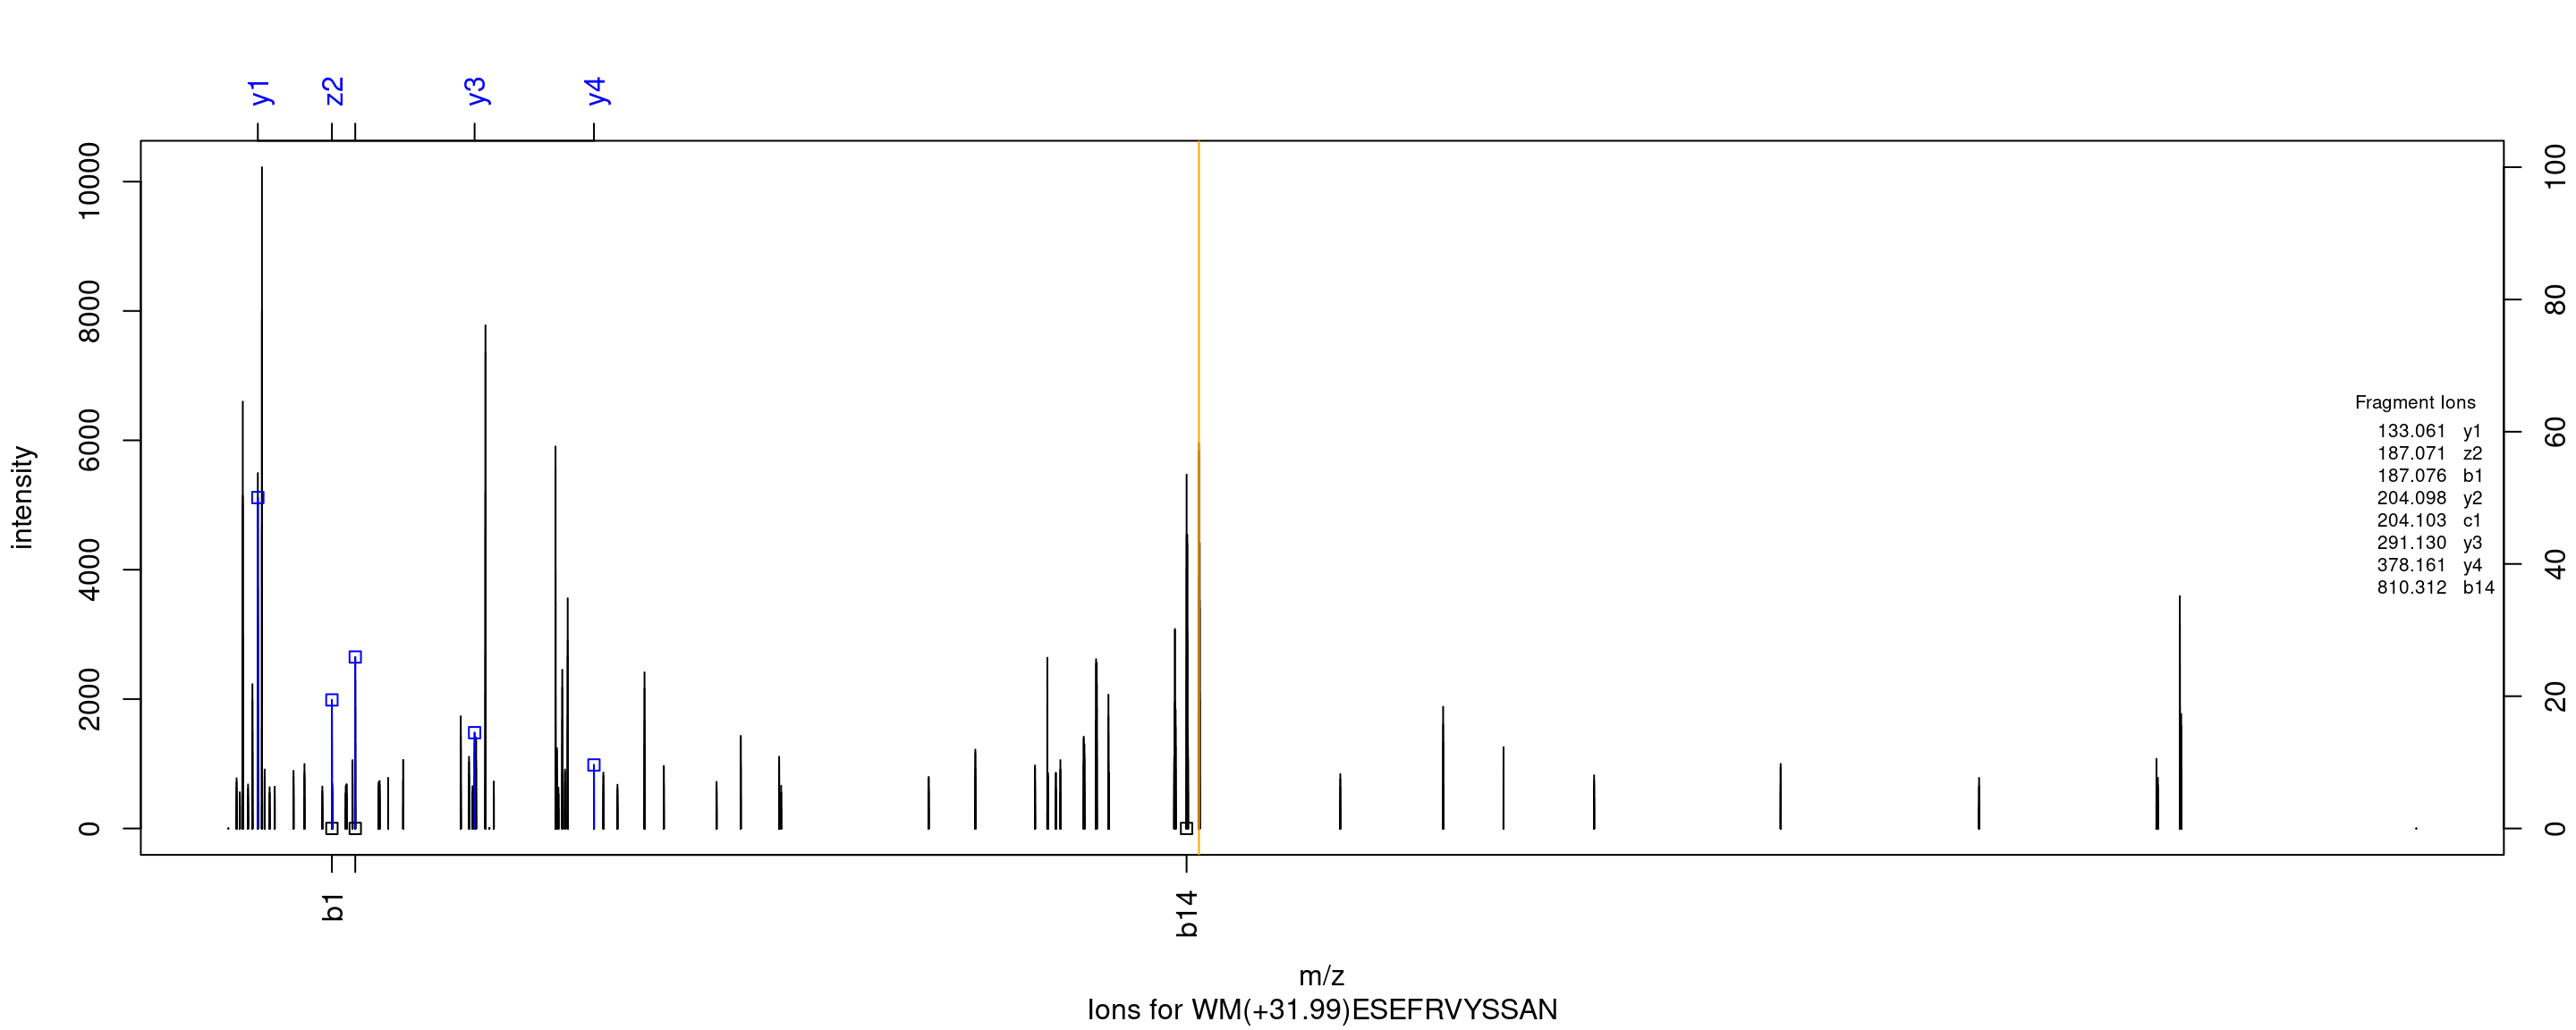 y1 z2 y3 y4
10000 100
8000 80
6000 60
4000 40
2000 20
0 0
intensity
Fragment Ions
133.061 y1
187.071 z2
187.076 b1
204.098 y2
204.103 c1
291.130 y3
378.161 y4
810.312 b14
b1 b14
m/z
Ions for WM(+31.99)ESEFRVYSSAN